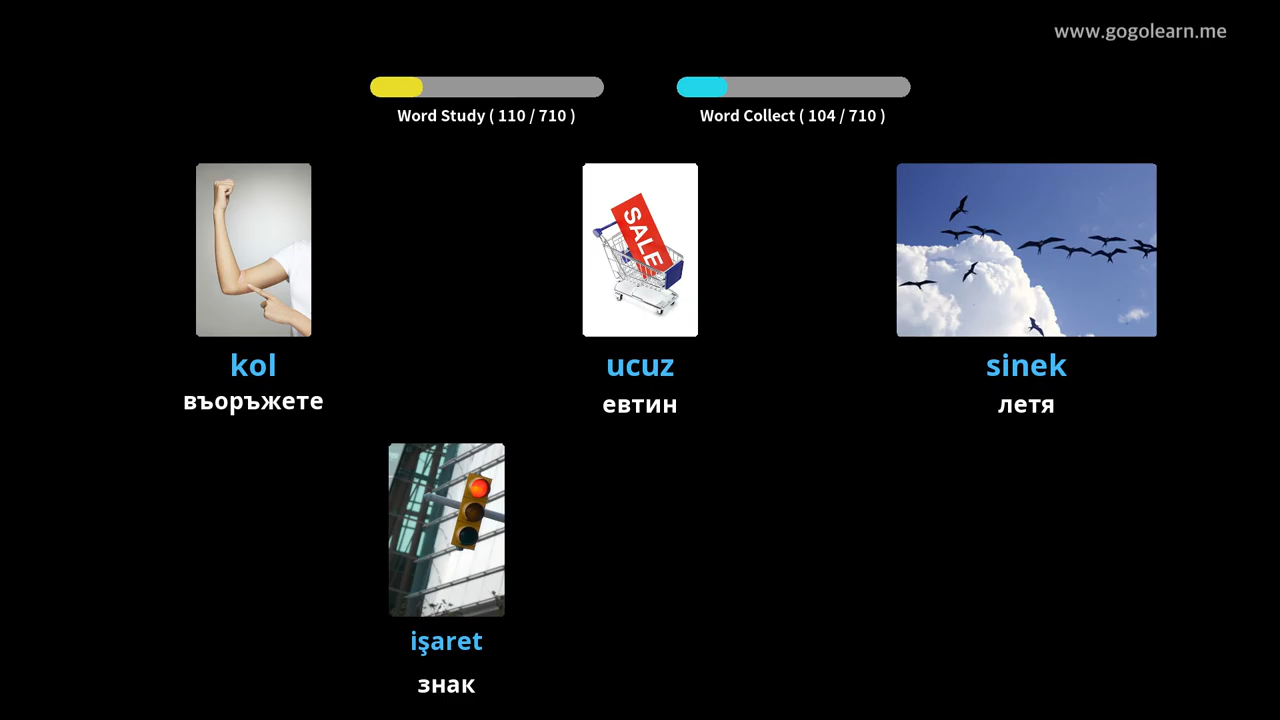 www.gogolearn.me
Word Study ( 110 / 710 )
Word Collect ( 104 / 710 )
SALE
kol
въоръжете
ucuz
евтин
sinek
летя
işaret
знак